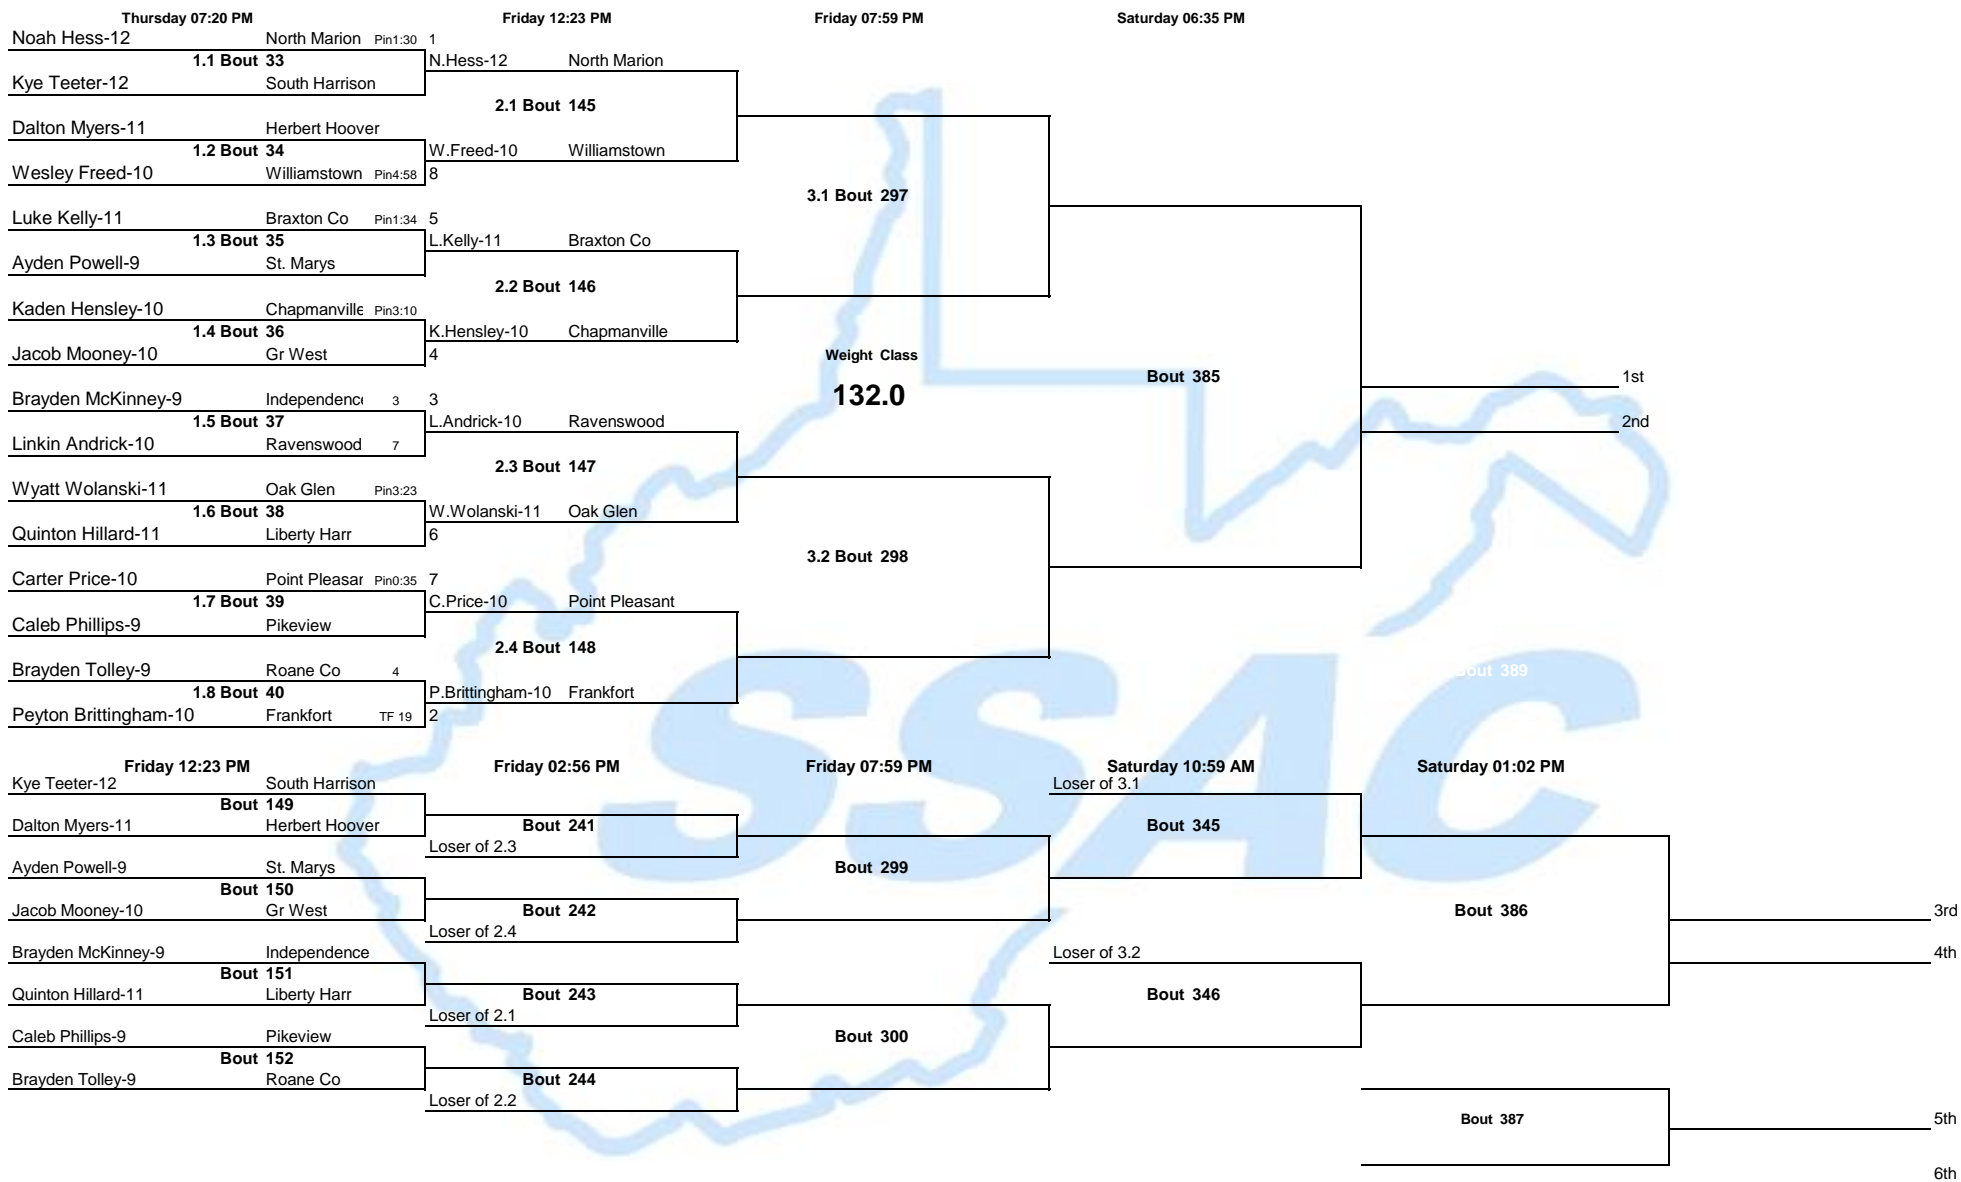 Thursday 07:20 PM Friday 12:23 PM Friday 07:59 PM Saturday 06:35 PM
Noah Hess-12 North Marion Pin1:30 1
1.1 Bout 33 N.Hess-12 North Marion
Kye Teeter-12 South Harrison
2.1 Bout 145
Dalton Myers-11 Herbert Hoover
1.2 Bout 34 W.Freed-10 Williamstown
Wesley Freed-10 Williamstown Pin4:58 8
3.1 Bout 297
Luke Kelly-11 Braxton Co Pin1:34 5
1.3 Bout 35 L.Kelly-11 Braxton Co
Ayden Powell-9 St. Marys
2.2 Bout 146
Kaden Hensley-10 Chapmanville Pin3:10
1.4 Bout 36 K.Hensley-10 Chapmanville
Jacob Mooney-10 Gr West 4 Weight Class
Bout 385 1st
Brayden McKinney-9 Independence 3 3 132.0
1.5 Bout 37 L.Andrick-10 Ravenswood 2nd
Linkin Andrick-10 Ravenswood 7
2.3 Bout 147
Wyatt Wolanski-11 Oak Glen Pin3:23
1.6 Bout 38 W.Wolanski-11 Oak Glen
Quinton Hillard-11 Liberty Harr 6
3.2 Bout 298
Carter Price-10 Point Pleasar Pin0:35 7
1.7 Bout 39 C.Price-10 Point Pleasant
Caleb Phillips-9 Pikeview
2.4 Bout 148
Brayden Tolley-9 Roane Co 4 Bout 389
1.8 Bout 40 P.Brittingham-10 Frankfort
Peyton Brittingham-10 Frankfort TF 19 2
SSAC
Friday 12:23 PM Friday 02:56 PM Friday 07:59 PM Saturday 10:59 AM Saturday 01:02 PM
Kye Teeter-12 South Harrison Loser of 3.1
Bout 149
Dalton Myers-11 Herbert Hoover Bout 241 Bout 345
Loser of 2.3
Ayden Powell-9 St. Marys Bout 299
Bout 150
Jacob Mooney-10 Gr West Bout 242 Bout 386 3rd
Loser of 2.4
Brayden McKinney-9 Independence Loser of 3.2 4th
Bout 151
Quinton Hillard-11 Liberty Harr Bout 243 Bout 346
Loser of 2.1
Caleb Phillips-9 Pikeview Bout 300
Bout 152
Brayden Tolley-9 Roane Co Bout 244
Loser of 2.2
Bout 387 5th
6th